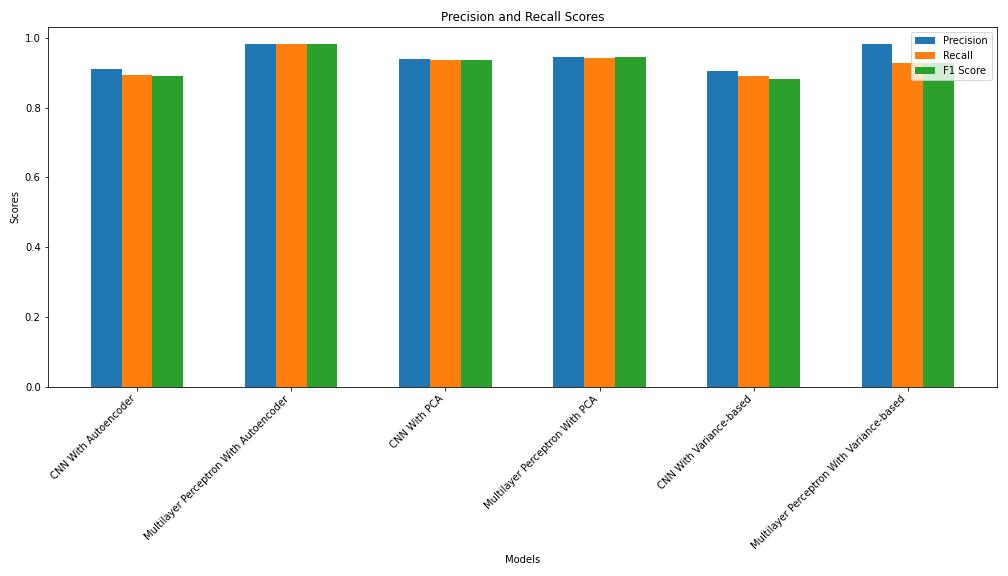 Precision and Recall Scores
Precision
Recall
F1 Score
Scores
1.0
0.8
0.6
0.4
0.2
0.0
CNN With Autoencoder
Multilayer Perceptron With Autoencoder
CNN With PCA
Multilayer Perceptron With PCA
CNN With Variance-based
Multilayer Perceptron With Variance-based
Models